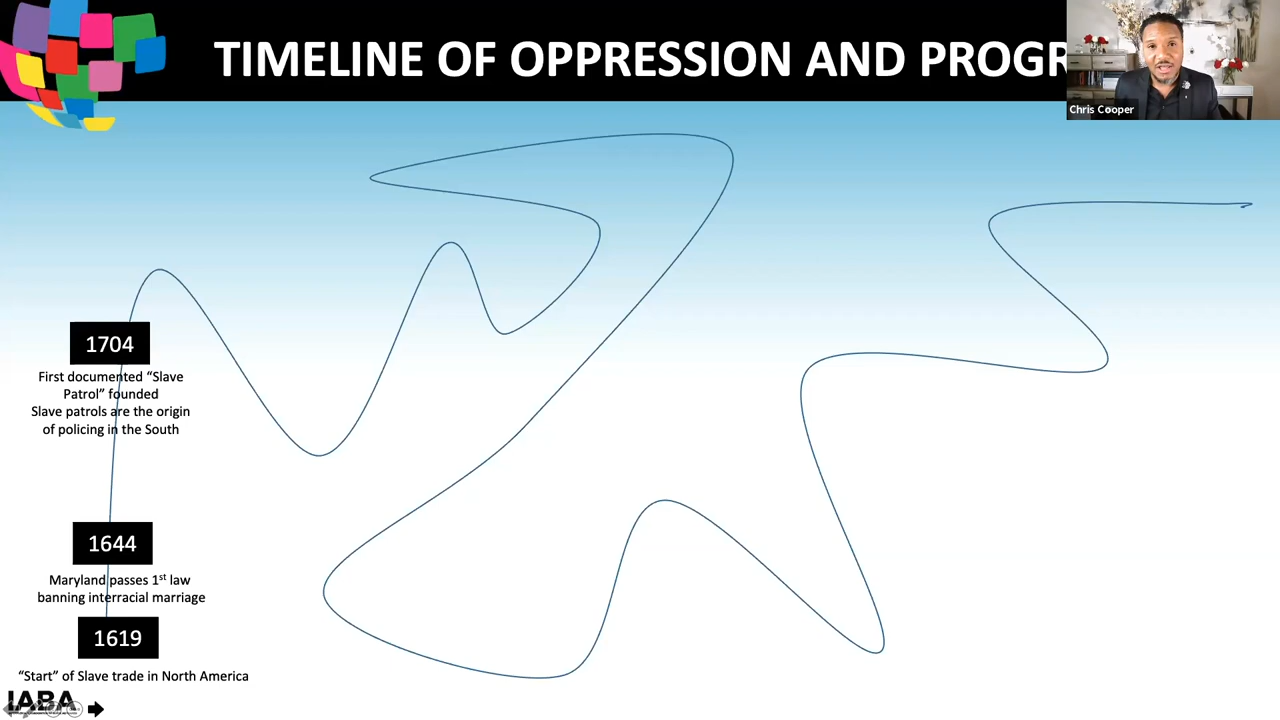 TIMELINE OF OPPRESSION AND PROGR
Chris Cooper
1704
First documented “Slave
Patrol” founded
Slave patrols are the origin
of policing in the South
1644
Maryland passes 1st law
banning interracial marriage
1619
“Start” of Slave trade in North America
IABA